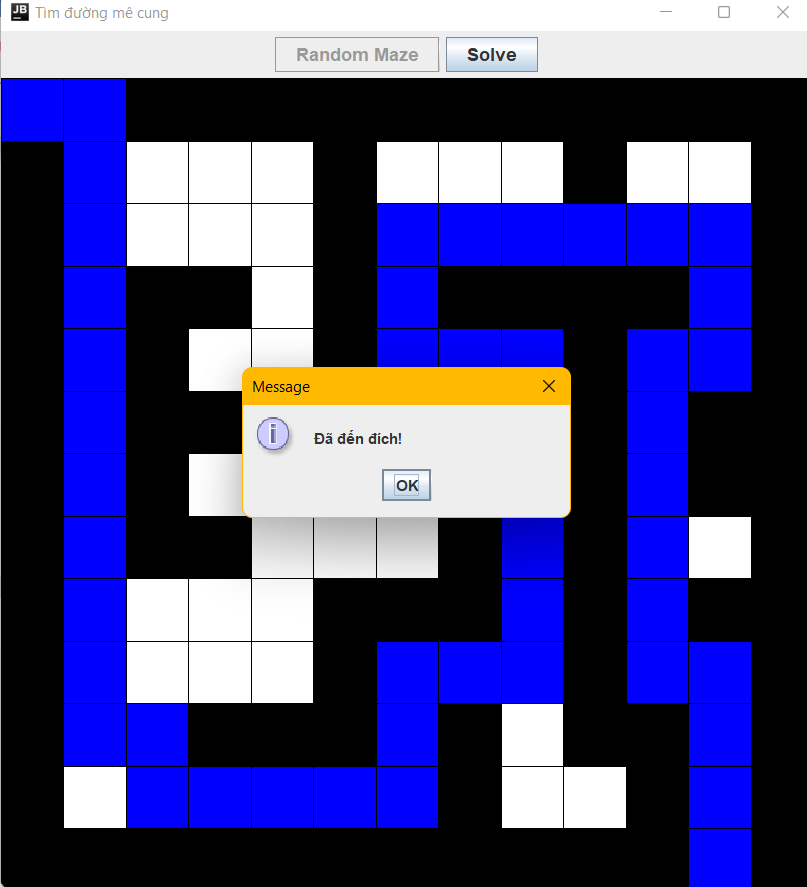 JB
Tìm đường mê cung
Random Maze
Solve
Message
i
Đã đến đích!
OK